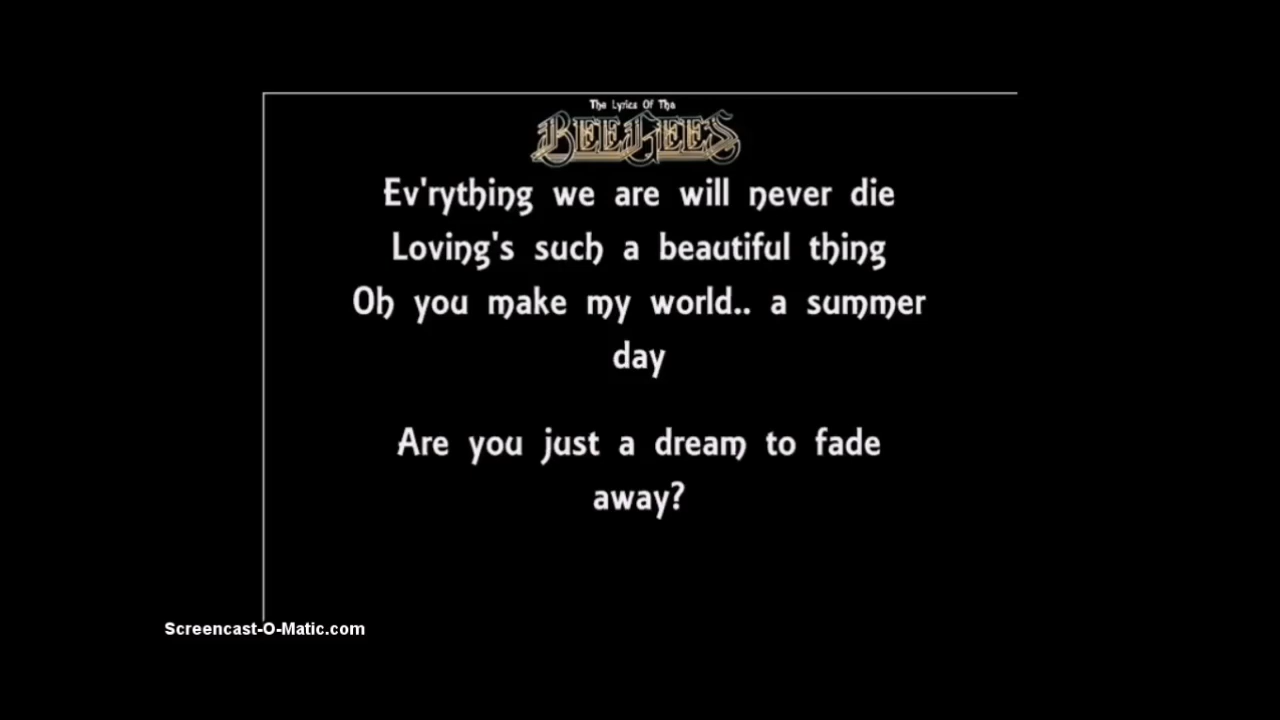 The Lyrics Of The
BEE GEES
Ev'rything we are will never die
Loving's such a beautiful thing
Oh you make my world.. a summer
day
Are you just a dream to fade
away?
Screencast-O-Matic.com